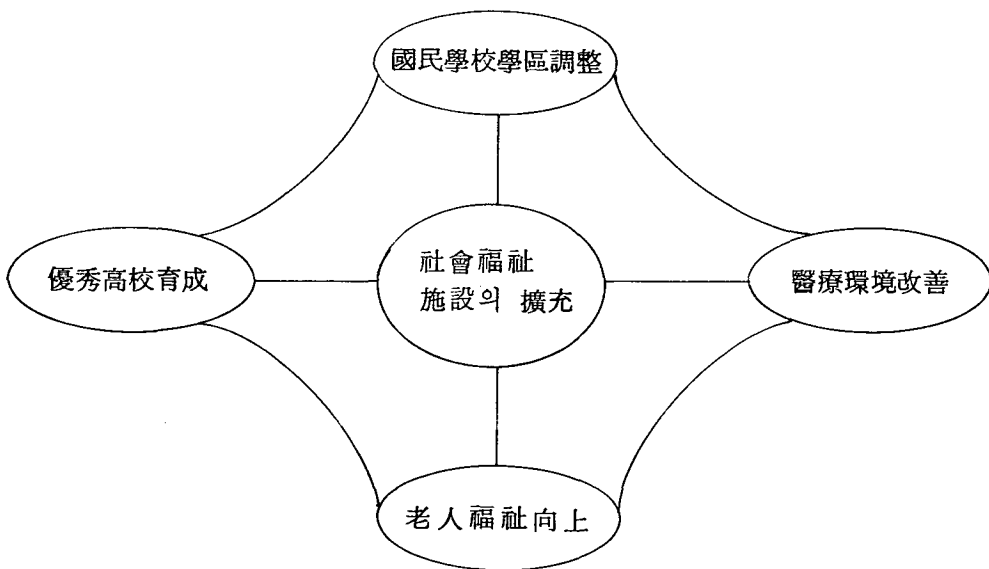 國民學校學區調整
優秀高校育成
社會福祉
施設의 擴充
醫療環境改善
老人福祉向上